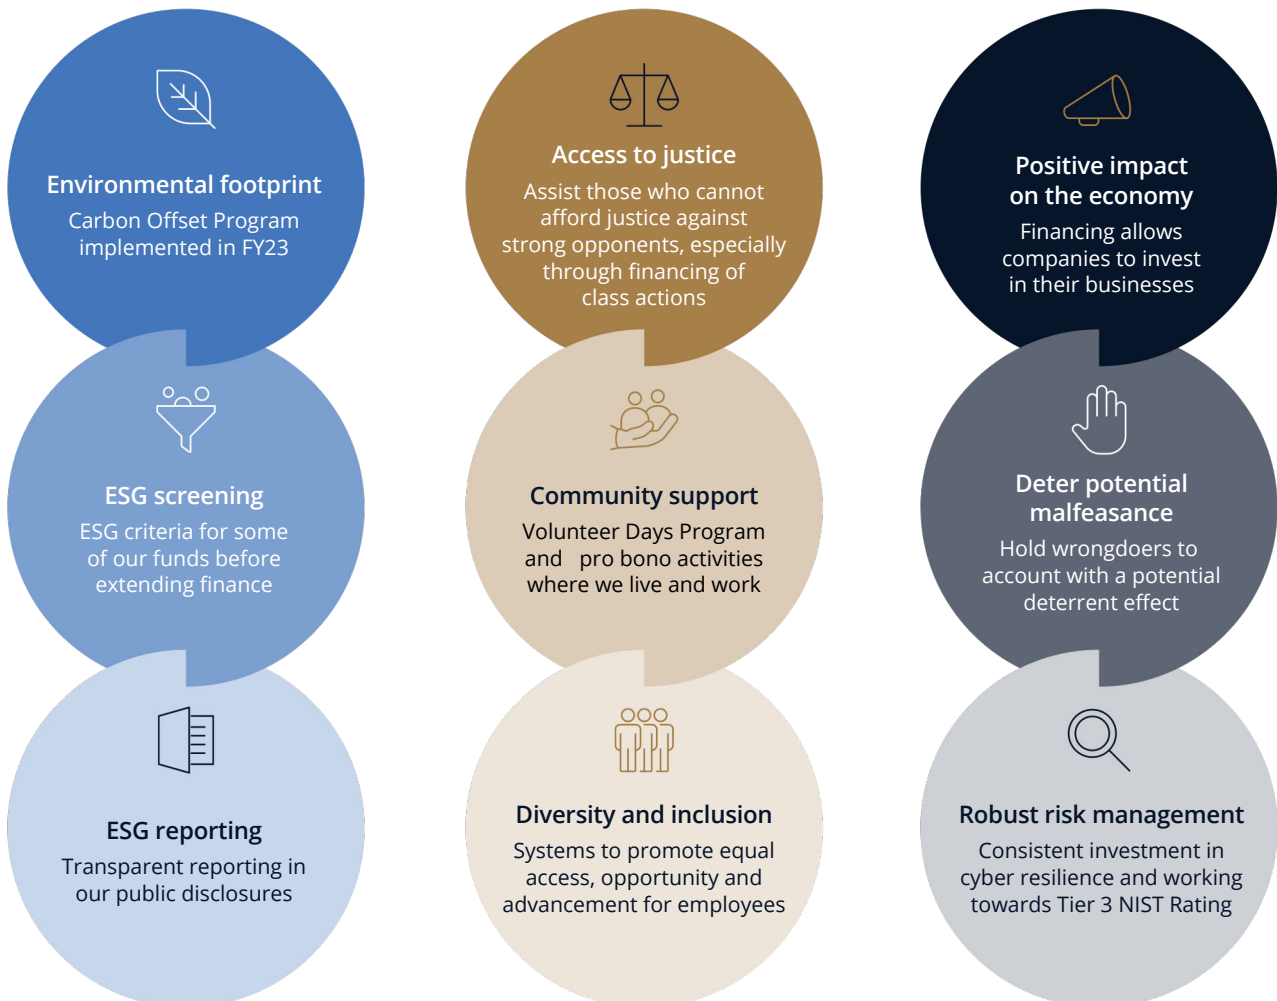 Environmental footprint
Carbon Offset Program
implemented in FY23
ESG screening
ESG criteria for some
of our funds before
extending finance
ESG reporting
Transparent reporting in
our public disclosures
Access to justice
Assist those who cannot
afford justice against
strong opponents, especially
through financing of
class actions
Community support
Volunteer Days Program
and pro bono activities
where we live and work
Diversity and inclusion
Systems to promote equal
access, opportunity and
advancement for employees
Positive impact
on the economy
Financing allows
companies to invest
in their businesses
Deter potential
malfeasance
Hold wrongdoers to
account with a potential
deterrent effect
Robust risk management
Consistent investment in
cyber resilience and working
towards Tier 3 NIST Rating